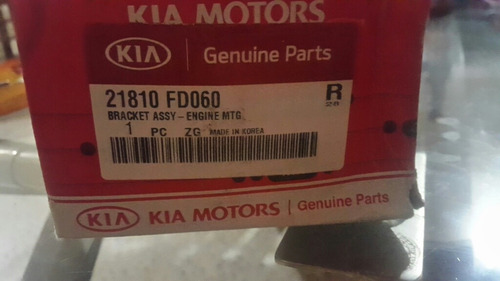 KIA MOTORS
KIA Genuine Parts
21810 FD060 R
BRACKET ASSY-ENGINE MTG
1 PC ZG MADE IN KOREA
KIA KIA MOTORS | Genuine Parts